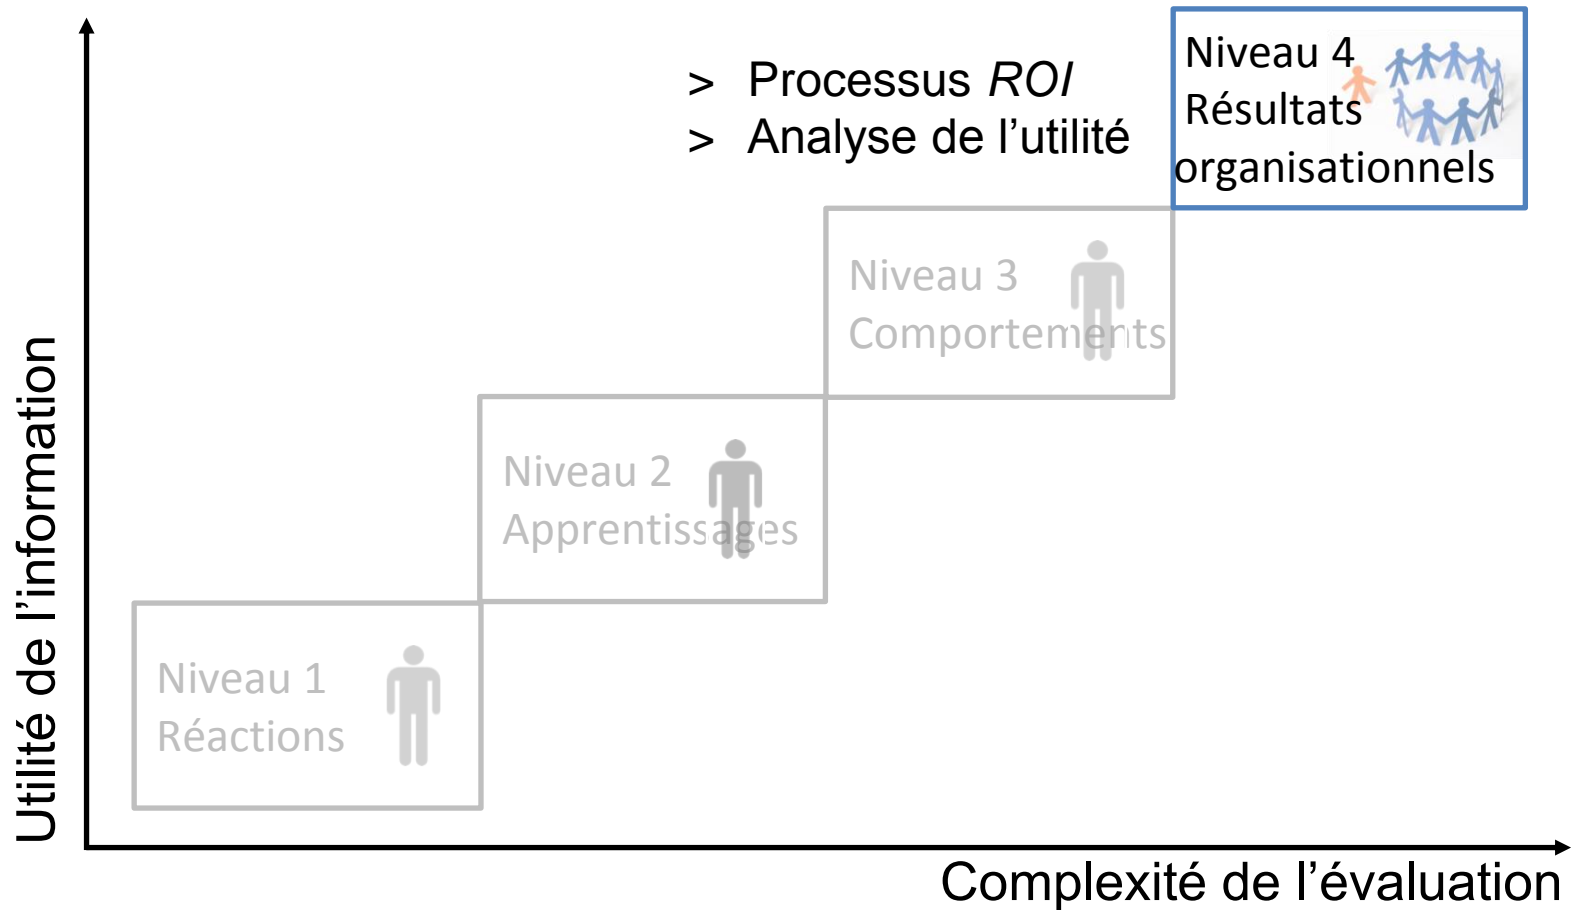 > Processus ROI
> Analyse de l’utilité
Niveau 4
Résultats
organisationnels
Niveau 3
Comportements
Niveau 2
Apprentissages
Niveau 1
Réactions
Utilité de l’information
Complexité de l’évaluation